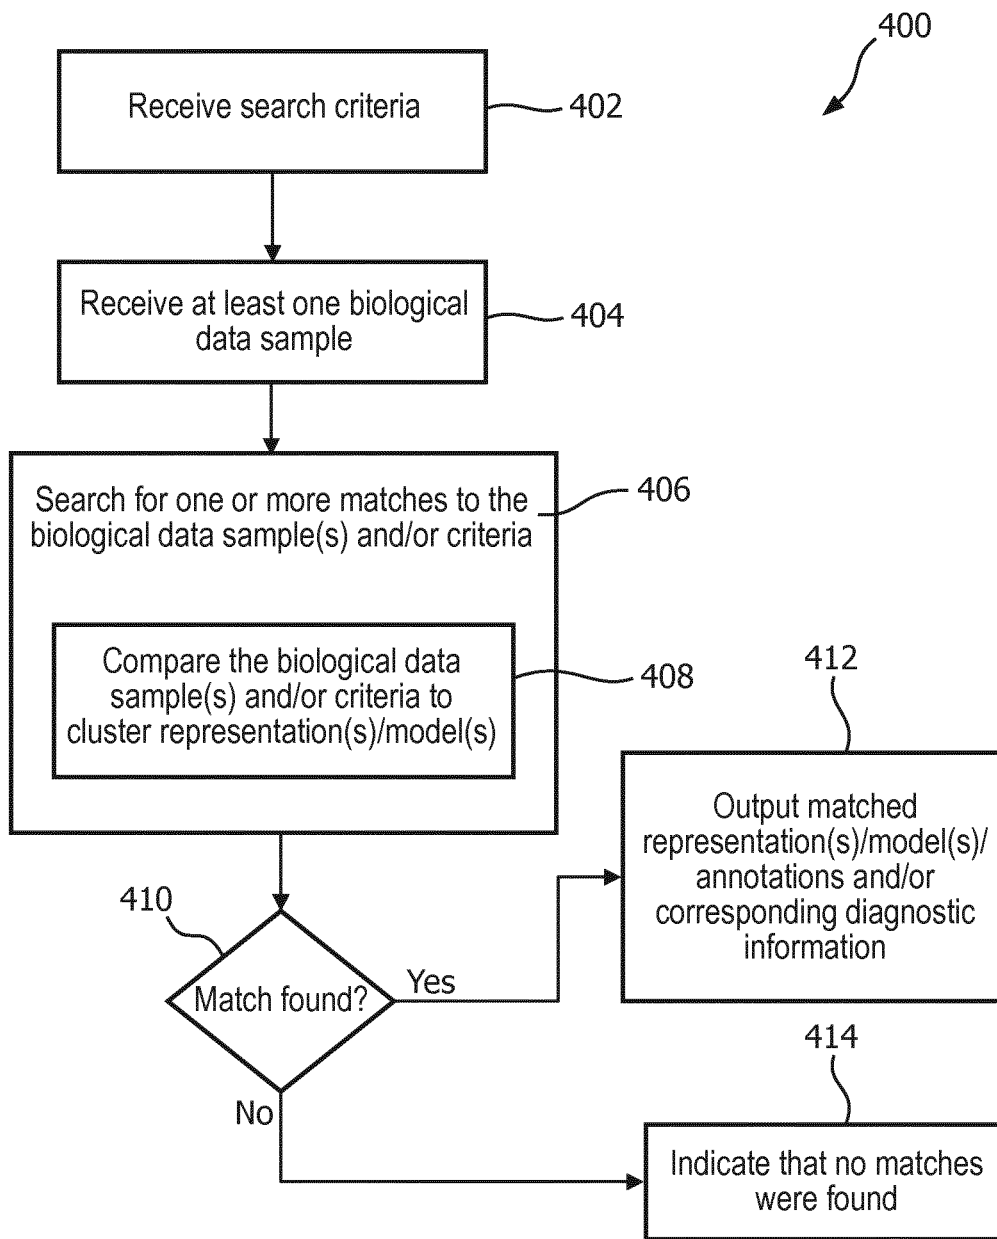 400
Receive search criteria
402
Receive at least one biological
data sample
404
Search for one or more matches to the
biological data sample(s) and/or criteria
406
Compare the biological data
sample(s) and/or criteria to
cluster representation(s)/model(s)
408
410
Match found?
Yes
No
412
Output matched
representation(s)/model(s)/
annotations and/or
corresponding diagnostic
information
414
Indicate that no matches
were found